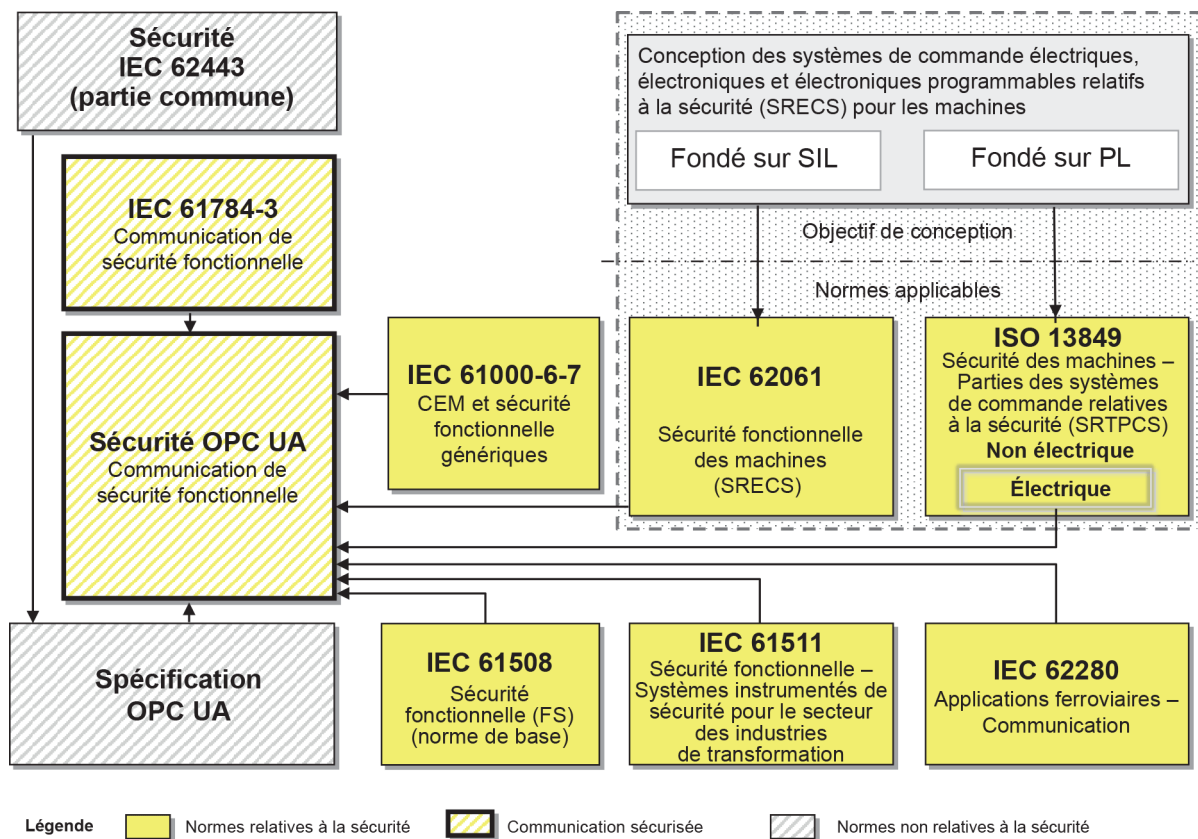 Sécurité
IEC 62443
(partie commune)
Conception des systèmes de commande électriques,
électroniques et électroniques programmables relatifs
à la sécurité (SRECS) pour les machines
Fondé sur SIL
Fondé sur PL
IEC 61784-3
Communication de
sécurité fonctionnelle
Objectif de conception
Normes applicables
Sécurité OPC UA
Communication de
sécurité fonctionnelle
IEC 61000-6-7
CEM et sécurité
fonctionnelle
génériques
IEC 62061
Sécurité fonctionnelle
des machines
(SRECS)
ISO 13849
Sécurité des machines –
Parties des systèmes
de commande relatives
à la sécurité (SRTPCS)
Non électrique
Électrique
Spécification
OPC UA
IEC 61508
Sécurité
fonctionnelle (FS)
(norme de base)
IEC 61511
Sécurité fonctionnelle –
Systèmes instrumentés de
sécurité pour le secteur
des industries
de transformation
IEC 62280
Applications ferroviaires –
Communication
Légende
Normes relatives à la sécurité
Communication sécurisée
Normes non relatives à la sécurité